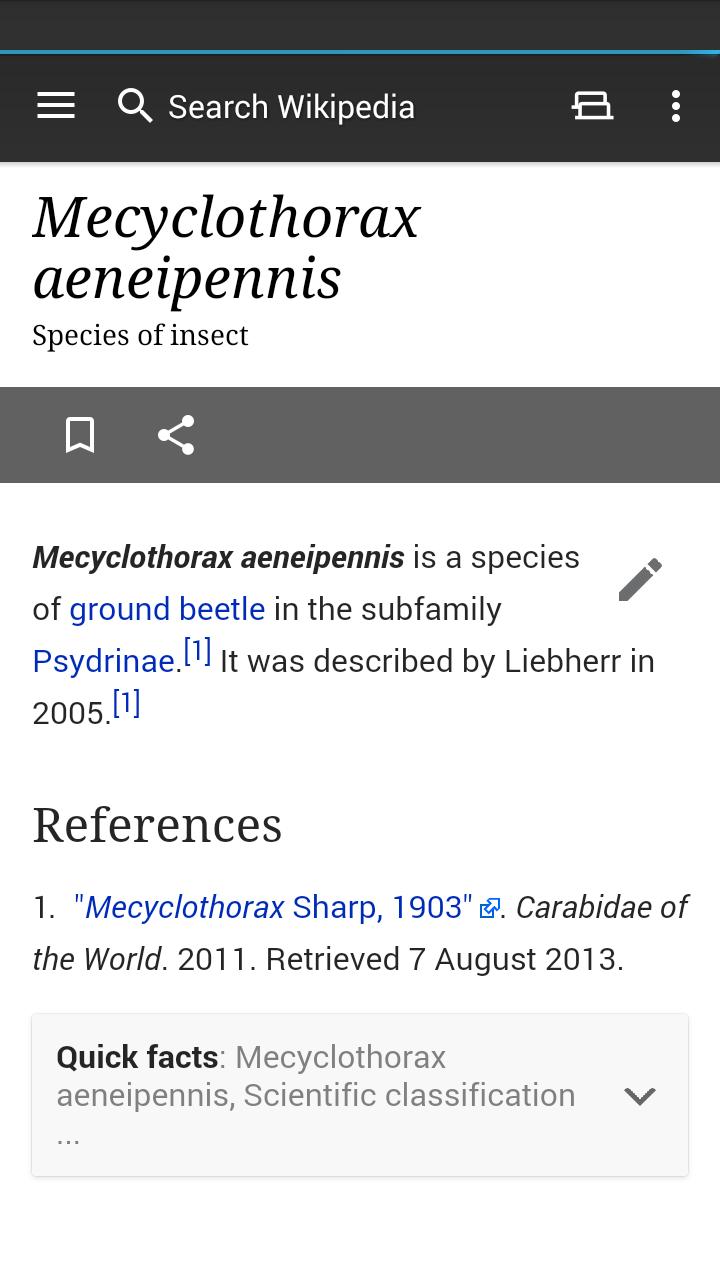 Search Wikipedia
Mecyclothorax
aeneipennis
Species of insect
Mecyclothorax aeneipennis is a species
of ground beetle in the subfamily
Psydrinae.[1] It was described by Liebherr in
2005.[1]
References
1. "Mecyclothorax Sharp, 1903" . Carabidae of
the World. 2011. Retrieved 7 August 2013.
Quick facts: Mecyclothorax
aeneipennis, Scientific classification
...